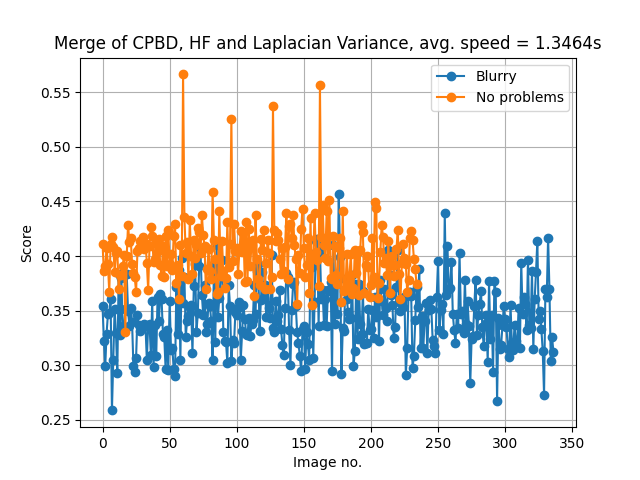 Merge of CPBD, HF and Laplacian Variance, avg. speed = 1.3464s
Blurry
No problems
0.55
0.50
0.45
0.40
0.35
0.30
0.25
Score
0 50 100 150 200 250 300 350
Image no.